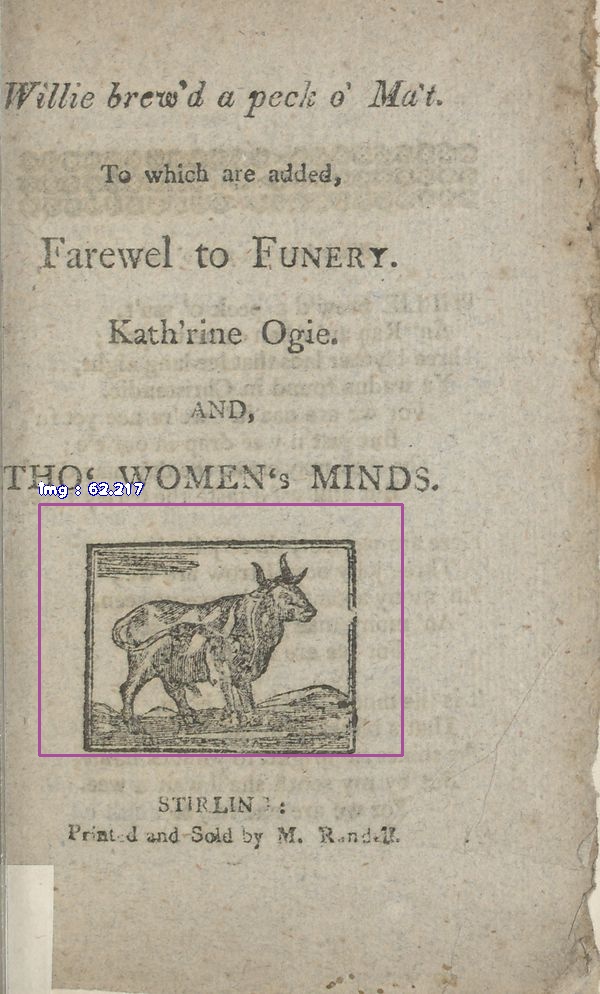 Willie brew'd a peck o' Ma't.
To which are added,
Farewel to FUNERY.
Kath'rine Ogie.
AND,
THO‘ WOMEN‘s MINDS.
img : 62.217
STIRLIN :
Printed and Sold by M. Randall.